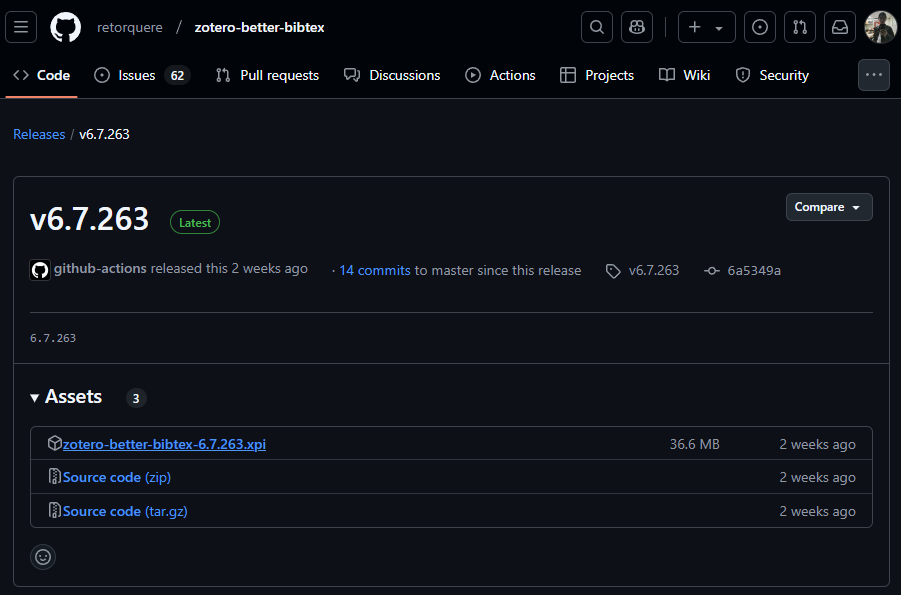 retorquere / zotero-better-bibtex
Code Issues 62 Pull requests Discussions Actions Projects Wiki Security
Releases / v6.7.263
v6.7.263 Latest Compare
github-actions released this 2 weeks ago · 14 commits to master since this release v6.7.263 6a5349a
6.7.263
Assets 3
zotero-better-bibtex-6.7.263.xpi 36.6 MB 2 weeks ago
Source code (zip) 2 weeks ago
Source code (tar.gz) 2 weeks ago